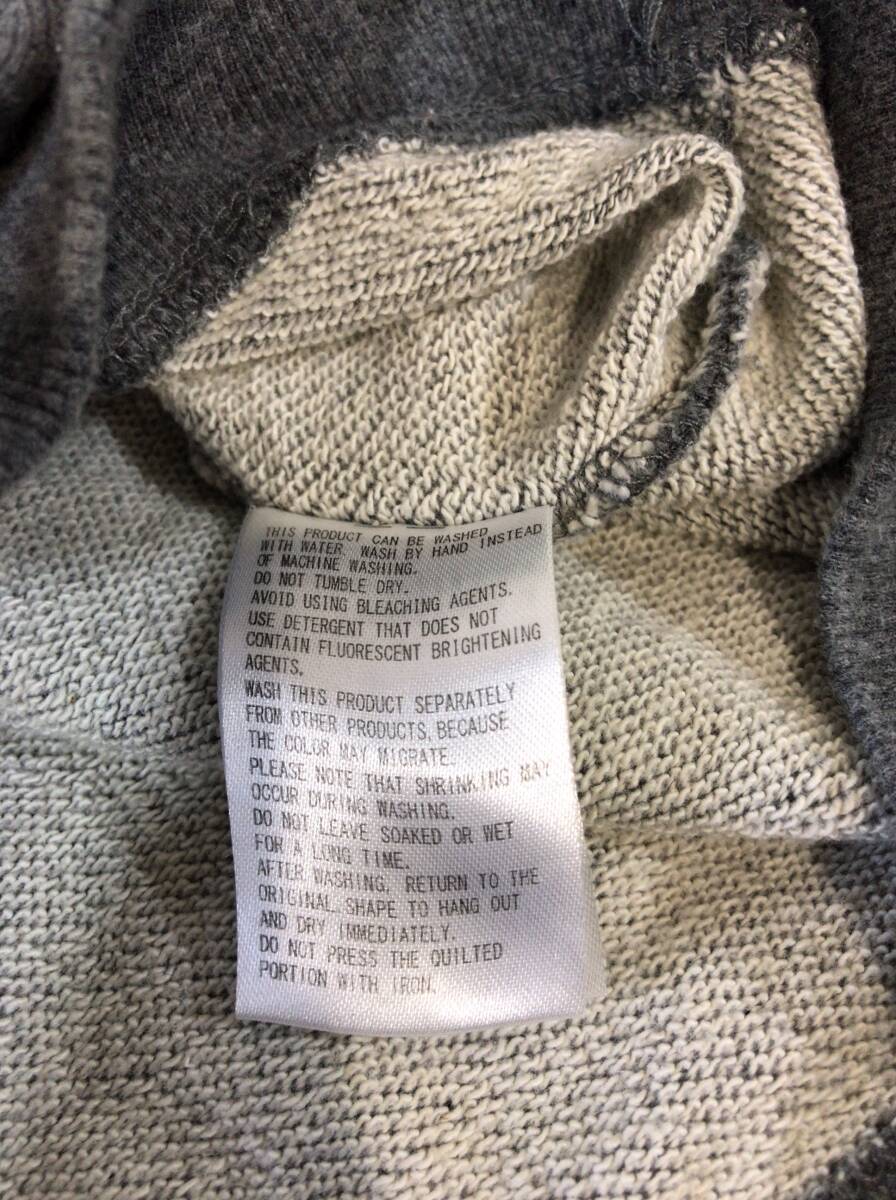 THIS PRODUCT CAN BE WASHED
WITH WATER. WASH BY HAND INSTEAD
OF MACHINE WASHING.
DO NOT TUMBLE DRY.
AVOID USING BLEACHING AGENTS.
USE DETERGENT THAT DOES NOT
CONTAIN FLUORESCENT BRIGHTENING
AGENTS.
WASH THIS PRODUCT SEPARATELY
FROM OTHER PRODUCTS, BECAUSE
THE COLOR MAY MIGRATE.
PLEASE NOTE THAT SHRINKING MAY
OCCUR DURING WASHING.
DO NOT LEAVE SOAKED OR WET
FOR A LONG TIME.
AFTER WASHING, RETURN TO THE
ORIGINAL SHAPE TO HANG OUT
AND DRY IMMEDIATELY.
DO NOT PRESS THE QUILTED
PORTION WITH IRON.